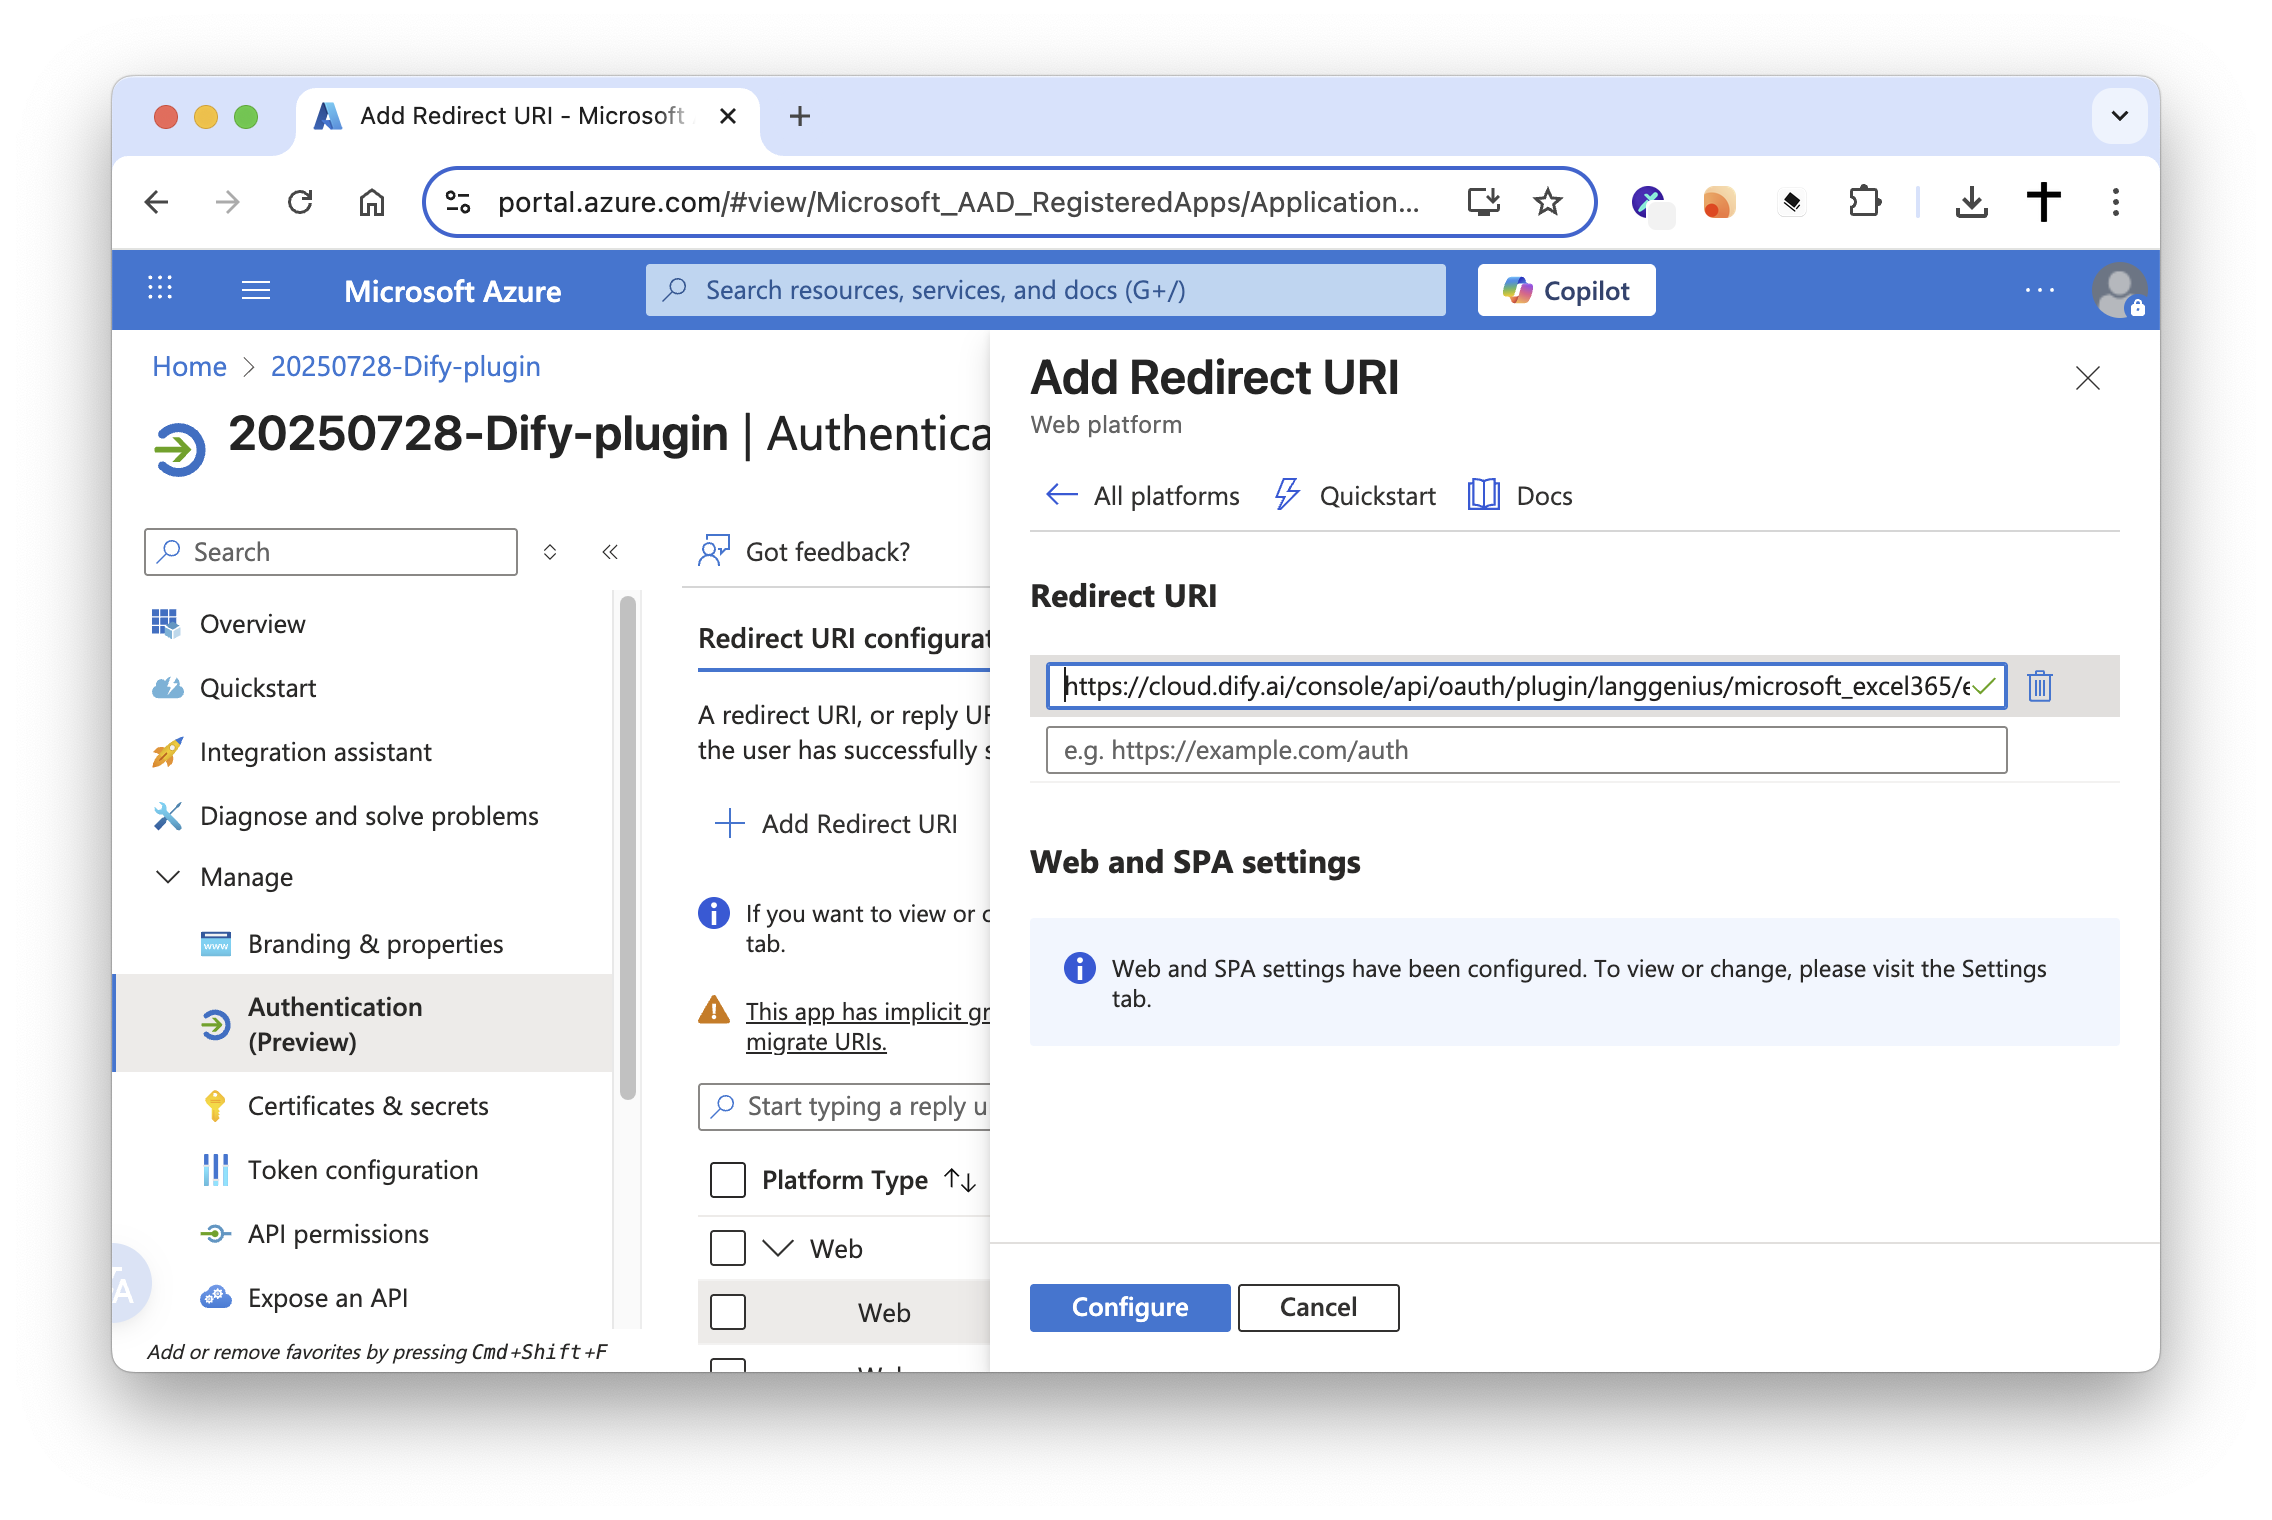 Add Redirect URI - Microsoft
portal.azure.com/#view/Microsoft_AAD_RegisteredApps/Application...
Microsoft Azure
Search resources, services, and docs (G+/)
Copilot
Home > 20250728-Dify-plugin
20250728-Dify-plugin | Authentica
Search
Overview
Quickstart
Integration assistant
Diagnose and solve problems
Manage
Branding & properties
Authentication
(Preview)
Certificates & secrets
Token configuration
API permissions
Expose an API
Add or remove favorites by pressing Cmd+Shift+F
Got feedback?
Redirect URI configurat
A redirect URI, or reply UR
the user has successfully s
Add Redirect URI
If you want to view or c
tab.
This app has implicit gr
migrate URIs.
Start typing a reply u
Platform Type
Web
Web
Add Redirect URI
Web platform
All platforms
Quickstart
Docs
Redirect URI
https://cloud.dify.ai/console/api/oauth/plugin/langgenius/microsoft_excel365/e
e.g. https://example.com/auth
Web and SPA settings
Web and SPA settings have been configured. To view or change, please visit the Settings
tab.
Configure
Cancel